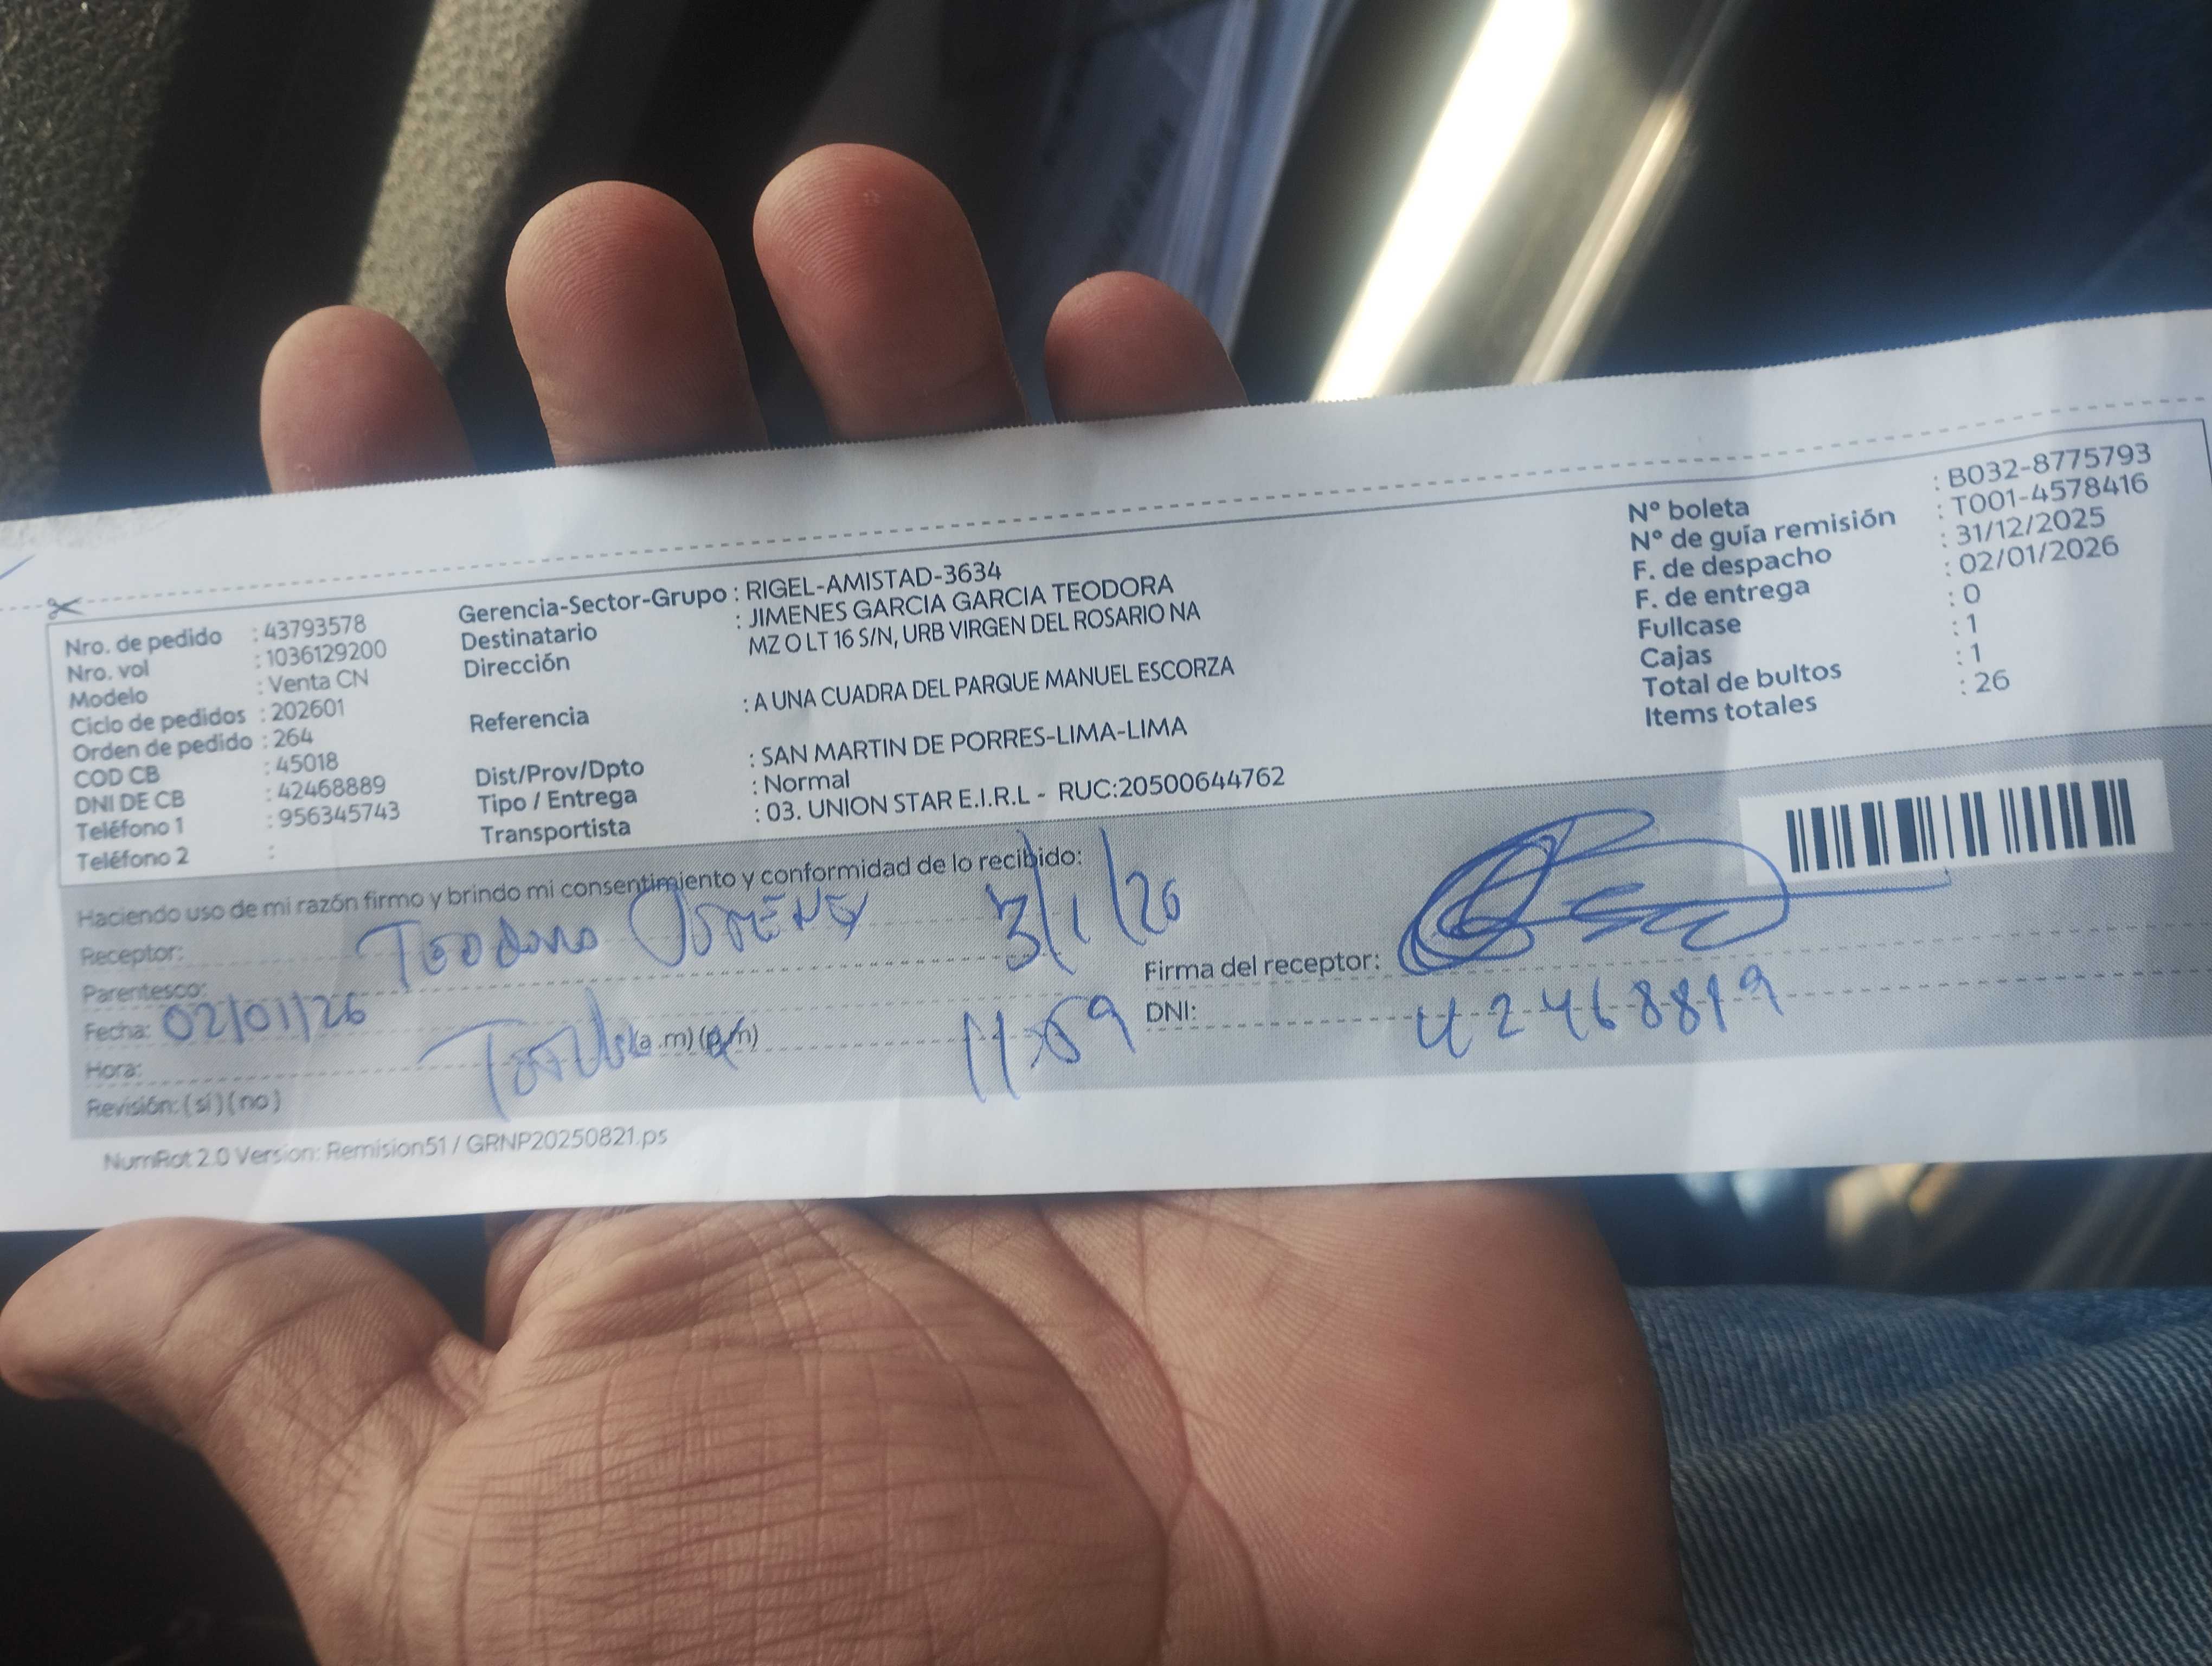 Nro. de pedido : 43793578
Nro. vol : 1036129200
Modelo : Venta CN
Ciclo de pedidos : 202601
Orden de pedido : 264
COD CB : 45018
DNI DE CB : 42468889
Teléfono 1 : 956345743
Teléfono 2 :
Gerencia-Sector-Grupo : RIGEL-AMISTAD-3634
Destinatario : JIMENES GARCIA GARCIA TEODORA
Dirección MZ O LT 16 S/N, URB VIRGEN DEL ROSARIO NA
Referencia : A UNA CUADRA DEL PARQUE MANUEL ESCORZA
Dist/Prov/Dpto : SAN MARTIN DE PORRES-LIMA-LIMA
Tipo / Entrega : Normal
Transportista : 03. UNION STAR E.I.R.L - RUC:20500644762
Nº boleta : B032-8775793
Nº de guía remisión : T001-4578416
F. de despacho : 31/12/2025
F. de entrega : 02/01/2026
Fullcase : 0
Cajas : 1
Total de bultos : 1
Items totales : 26
Haciendo uso de mi razón firmo y brindo mi consentimiento y conformidad de lo recibido:
Receptor: 3/1/26
Parentesco:
Firma del receptor:
Fecha: 02/01/26
DNI:
Hora: (a.m) (p.m) 11:59
Revisión: (si) (no)
NumRot 2.0 Version: Remision51 / GRNP20250821.ps